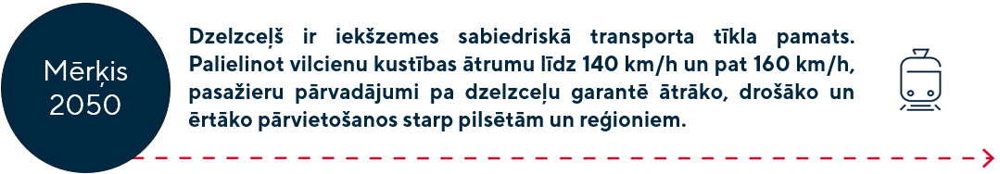 Mērķis
2050
Dzelzceļš ir iekšzemes sabiedriskā transporta tīkla pamats.
Palielinot vilcienu kustības ātrumu līdz 140 km/h un pat 160 km/h,
pasažieru pārvadājumi pa dzelzceļu garantē ātrāko, drošāko un
ērtāko pārvietošanos starp pilsētām un reģioniem.